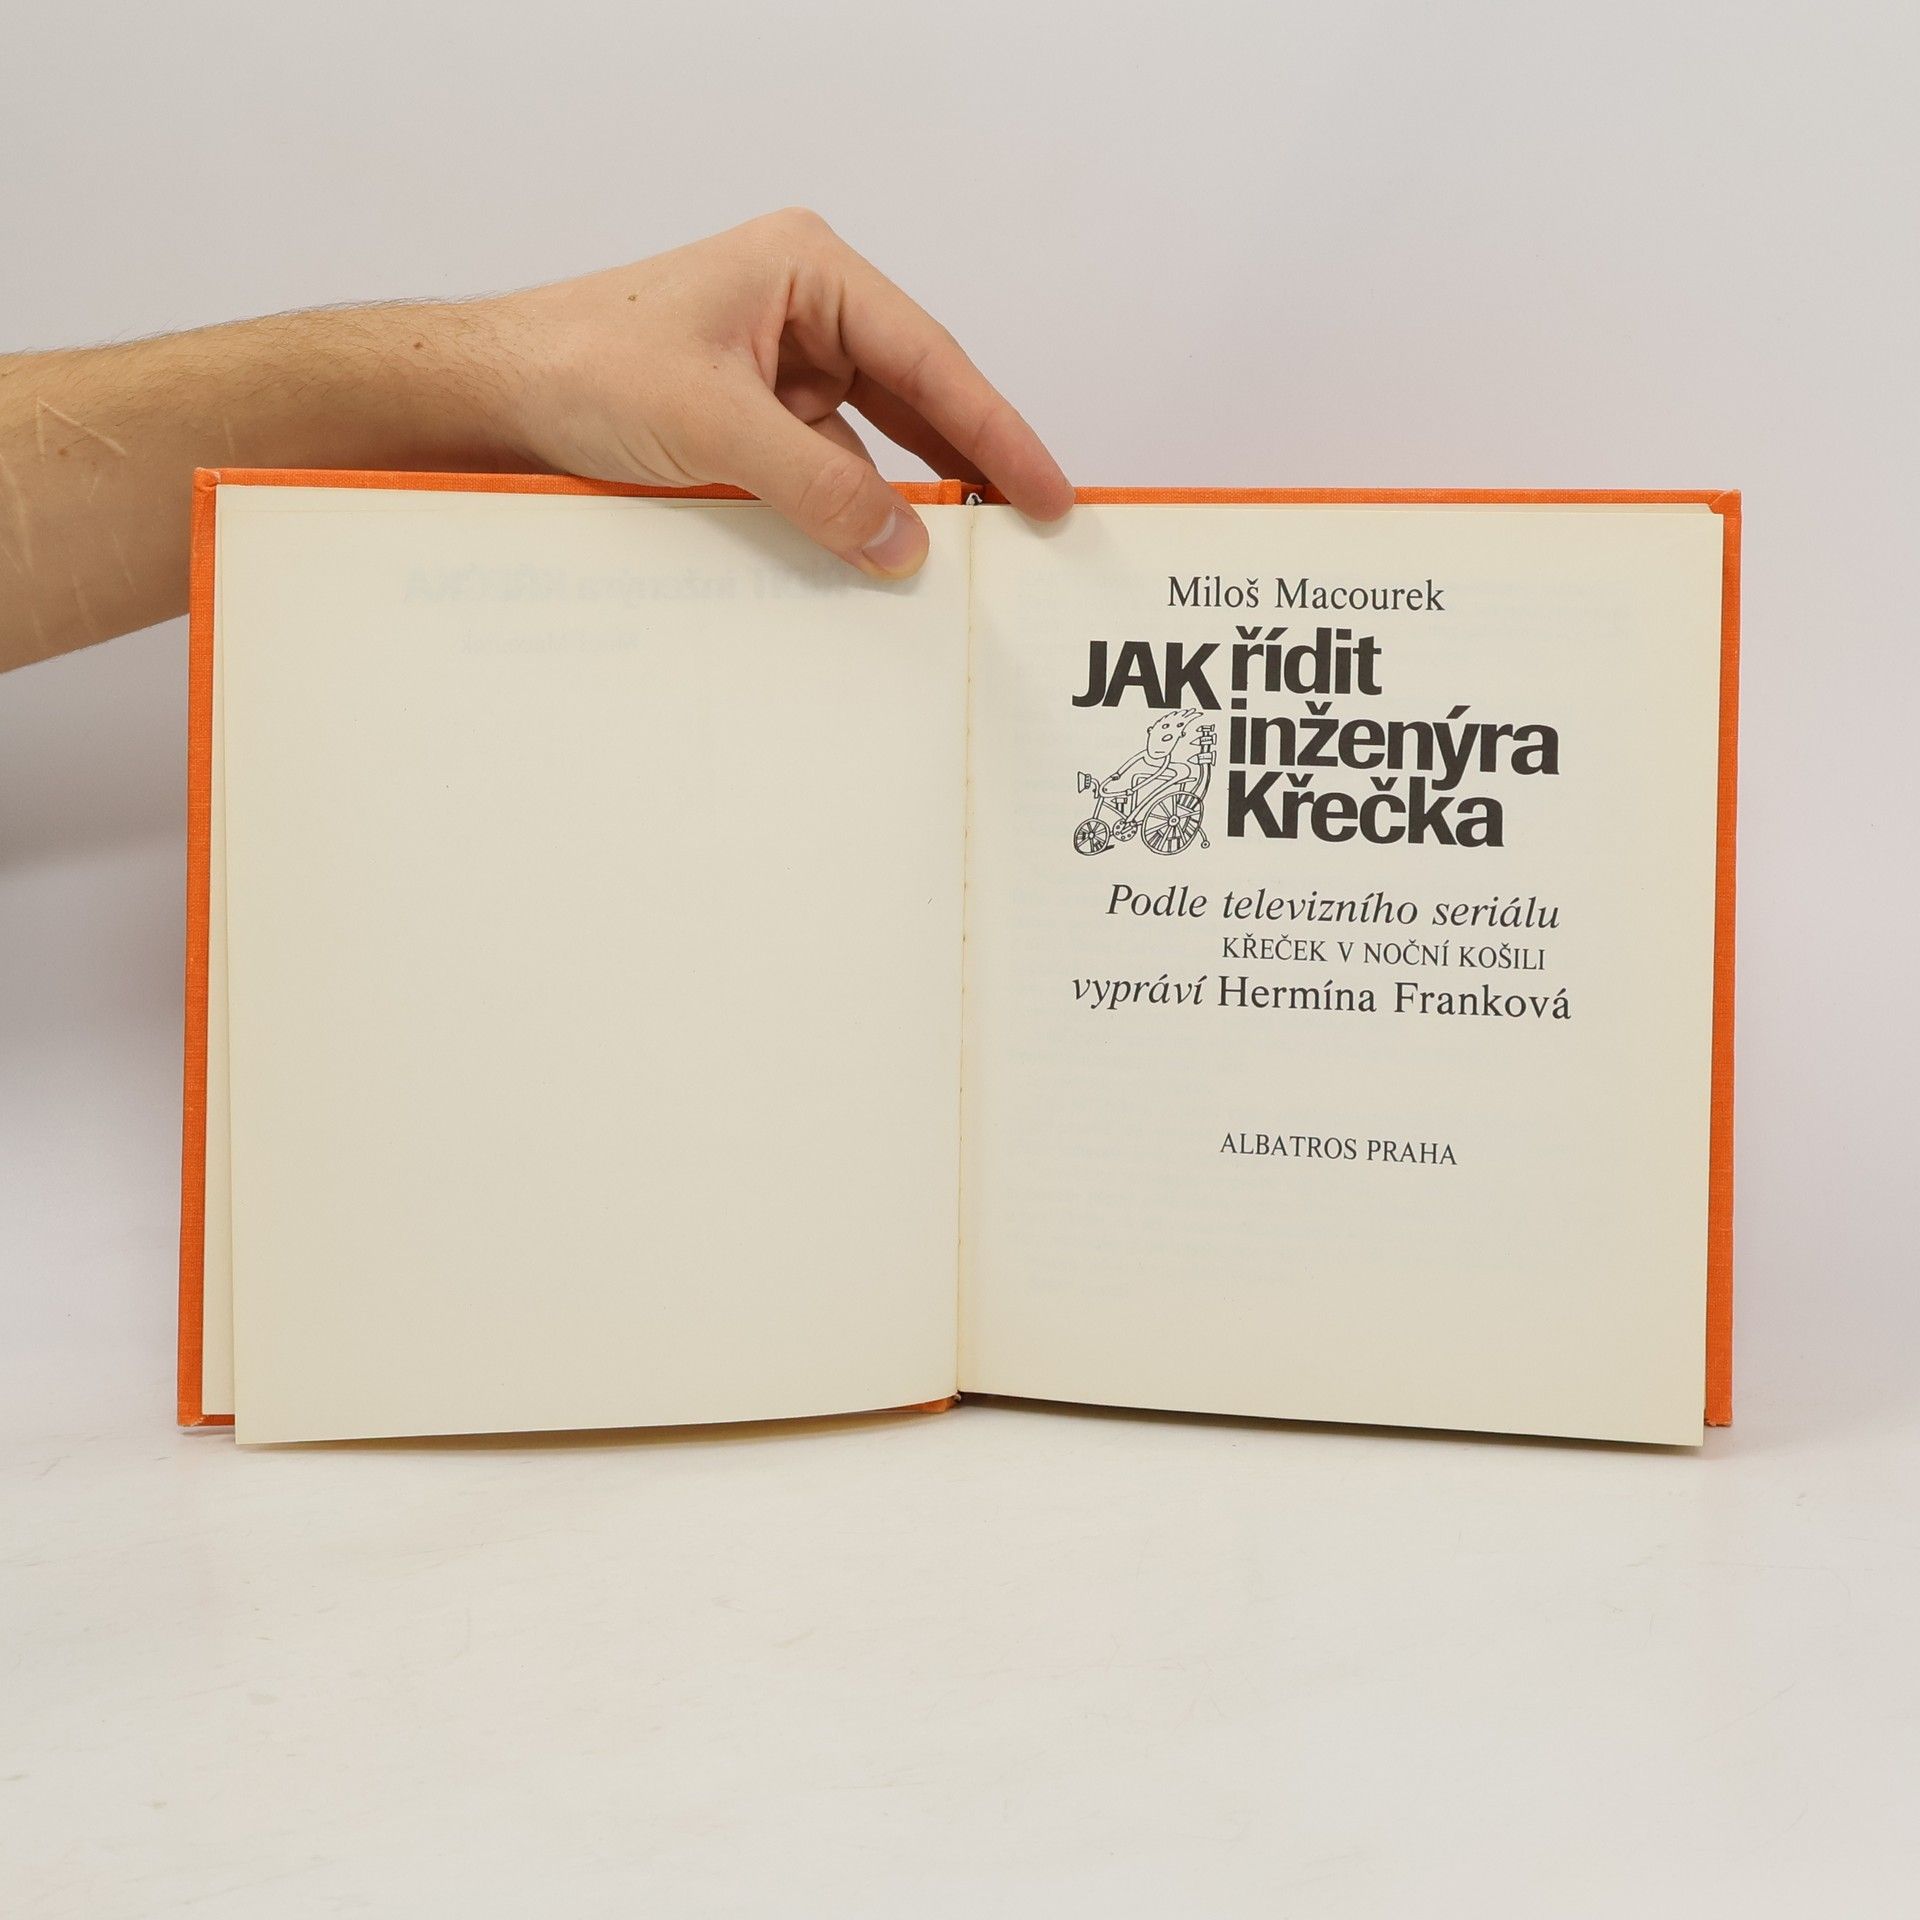 Miloš Macourek
JAK řídit
inženýra
Křečka
Podle televizního seriálu
KŘEČEK V NOČNÍ KOŠILI
vypráví Hermína Franková
ALBATROS PRAHA